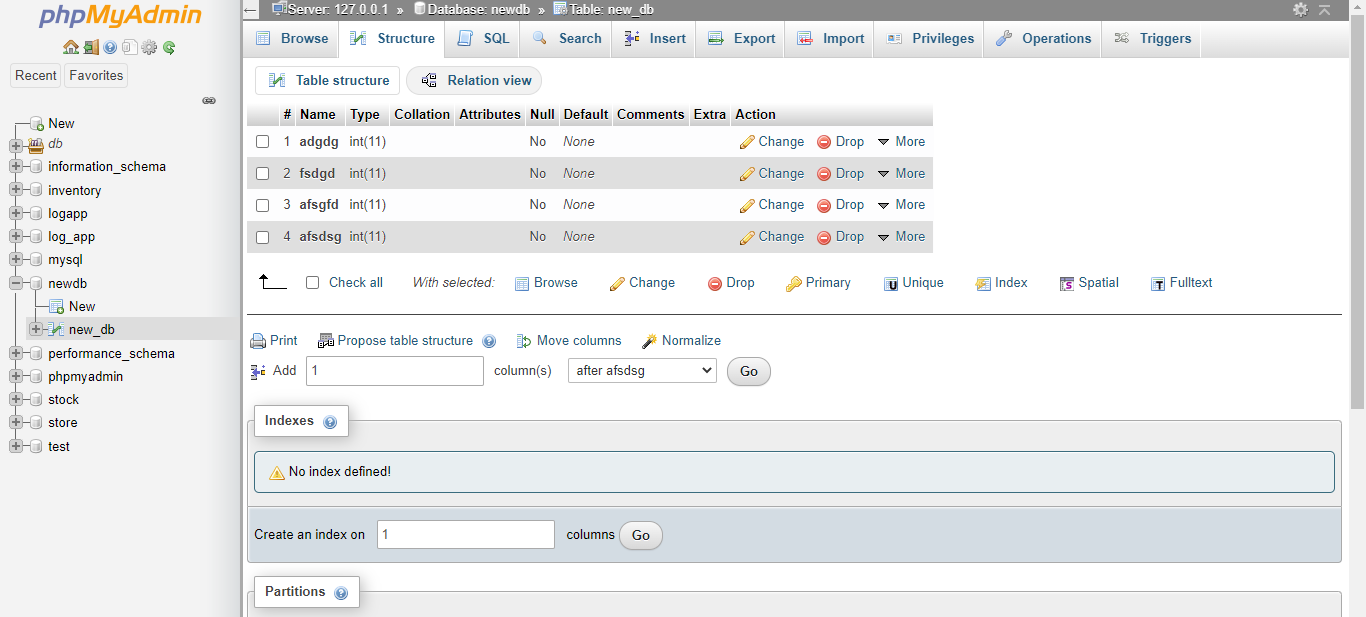 phpMyAdmin
Recent Favorites
New
db
information_schema
inventory
logapp
log_app
mysql
newdb
New
new_db
performance_schema
phpmyadmin
stock
store
test
Server: 127.0.0.1 » Database: newdb » Table: new_db
Browse Structure SQL Search Insert Export Import Privileges Operations Triggers
Table structure Relation view
# Name Type Collation Attributes Null Default Comments Extra Action
1 adgdg int(11) No None Change Drop More
2 fsdgd int(11) No None Change Drop More
3 afsgfd int(11) No None Change Drop More
4 afsdsg int(11) No None Change Drop More
Check all With selected: Browse Change Drop Primary Unique Index Spatial Fulltext
Print Propose table structure Move columns Normalize
Add 1 column(s) after afsdsg Go
Indexes
No index defined!
Create an index on 1 columns Go
Partitions